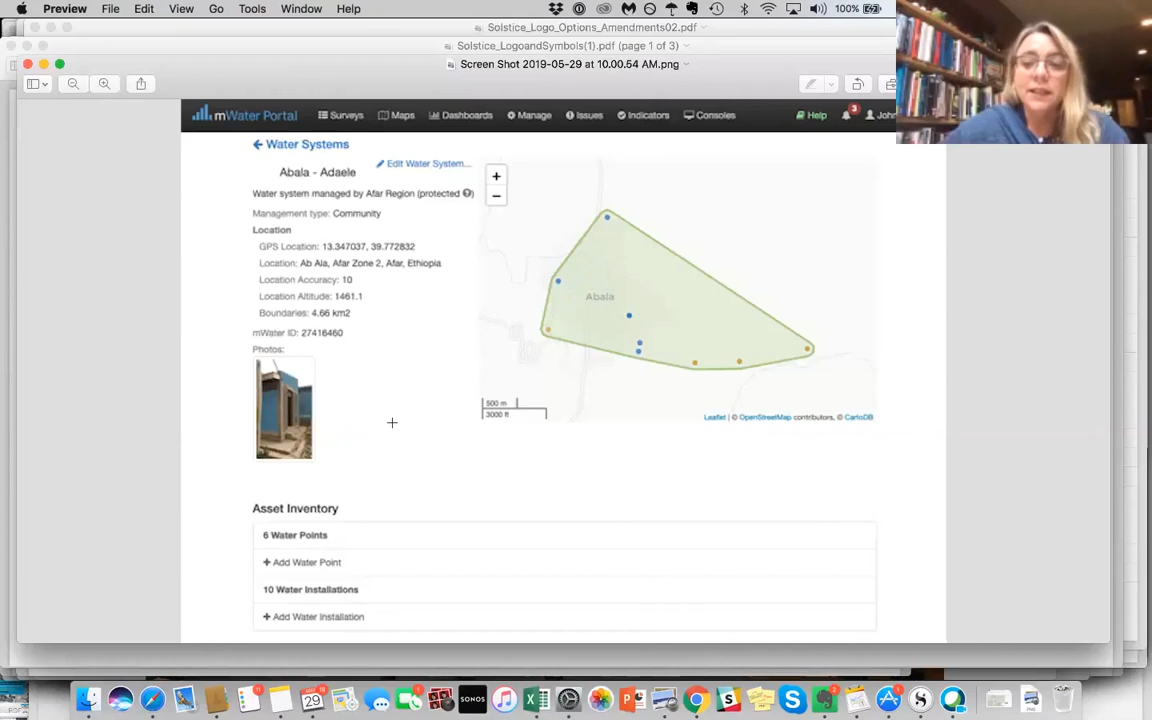 Preview File Edit View Go Tools Window Help 100%
Solstice_Logo_Options_Amendments02.pdf
Solstice_LogoandSymbols(1).pdf (page 1 of 3)
Screen Shot 2019-05-29 at 10.00.54 AM.png
mWater Portal Surveys Maps Dashboards Manage Issues Indicators Consoles Help 3 John
Water Systems
Abala - Adaele
Edit Water System...
Water system managed by Afar Region (protected
Management type: Community
Location
GPS Location: 13.347037, 39.772832
Location: Ab Ala, Afar Zone 2, Afar, Ethiopia
Location Accuracy: 10
Location Altitude: 1461.1
Boundaries: 4.66 km2
mWater ID: 27416460
Photos:
+
−
Abala
500 m
3000 ft
Leaflet | © OpenStreetMap contributors, © CartoDB
Asset Inventory
6 Water Points
+ Add Water Point
10 Water Installations
+ Add Water Installation
SONOS
29